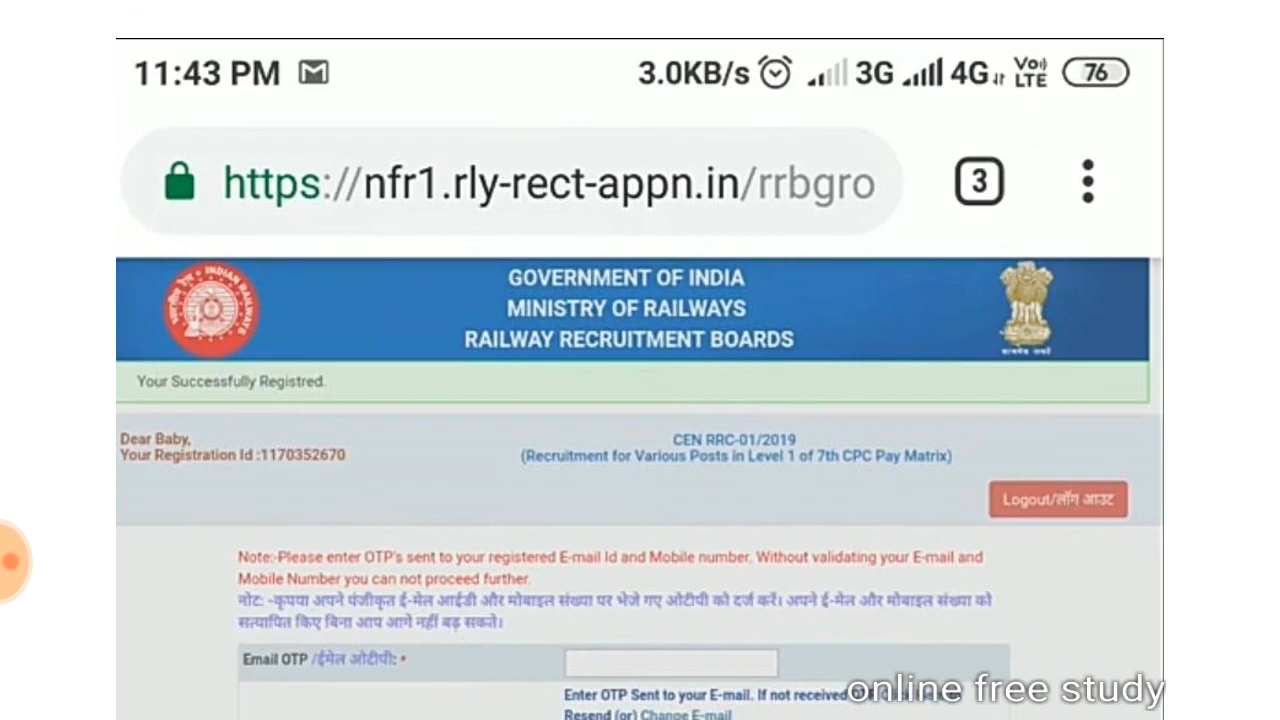 11:43 PM 3.0KB/s 3G 4G VoLTE 76
https://nfr1.rly-rect-appn.in/rrbgro 3
GOVERNMENT OF INDIA
MINISTRY OF RAILWAYS
RAILWAY RECRUITMENT BOARDS
Your Successfully Registred.
Dear Baby,
Your Registration Id :1170352670
CEN RRC-01/2019
(Recruitment for Various Posts in Level 1 of 7th CPC Pay Matrix)
Logout/लॉग आउट
Note:-Please enter OTP's sent to your registered E-mail Id and Mobile number. Without validating your E-mail and
Mobile Number you can not proceed further.
नोट: -कृपया अपने पंजीकृत ई-मेल आईडी और मोबाइल संख्या पर भेजे गए ओटीपी को दर्ज करें। अपने ई-मेल और मोबाइल संख्या को
सत्यापित किए बिना आप आगे नहीं बढ़ सकते।
Email OTP /ईमेल ओटीपी: *
Enter OTP Sent to your E-mail. If not received
Resend (or) Change E-mail
online free study